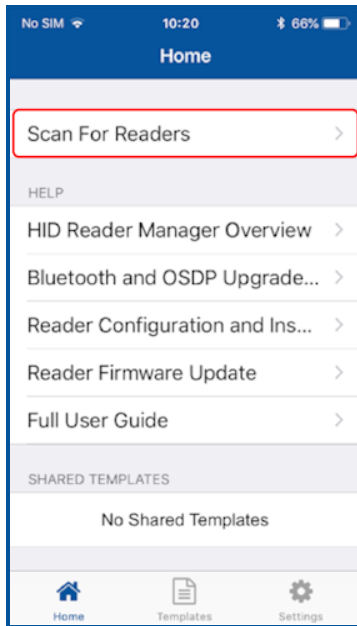 No SIM 10:20 66%
Home
Scan For Readers
HELP
HID Reader Manager Overview
Bluetooth and OSDP Upgrade...
Reader Configuration and Ins...
Reader Firmware Update
Full User Guide
SHARED TEMPLATES
No Shared Templates
Home Templates Settings